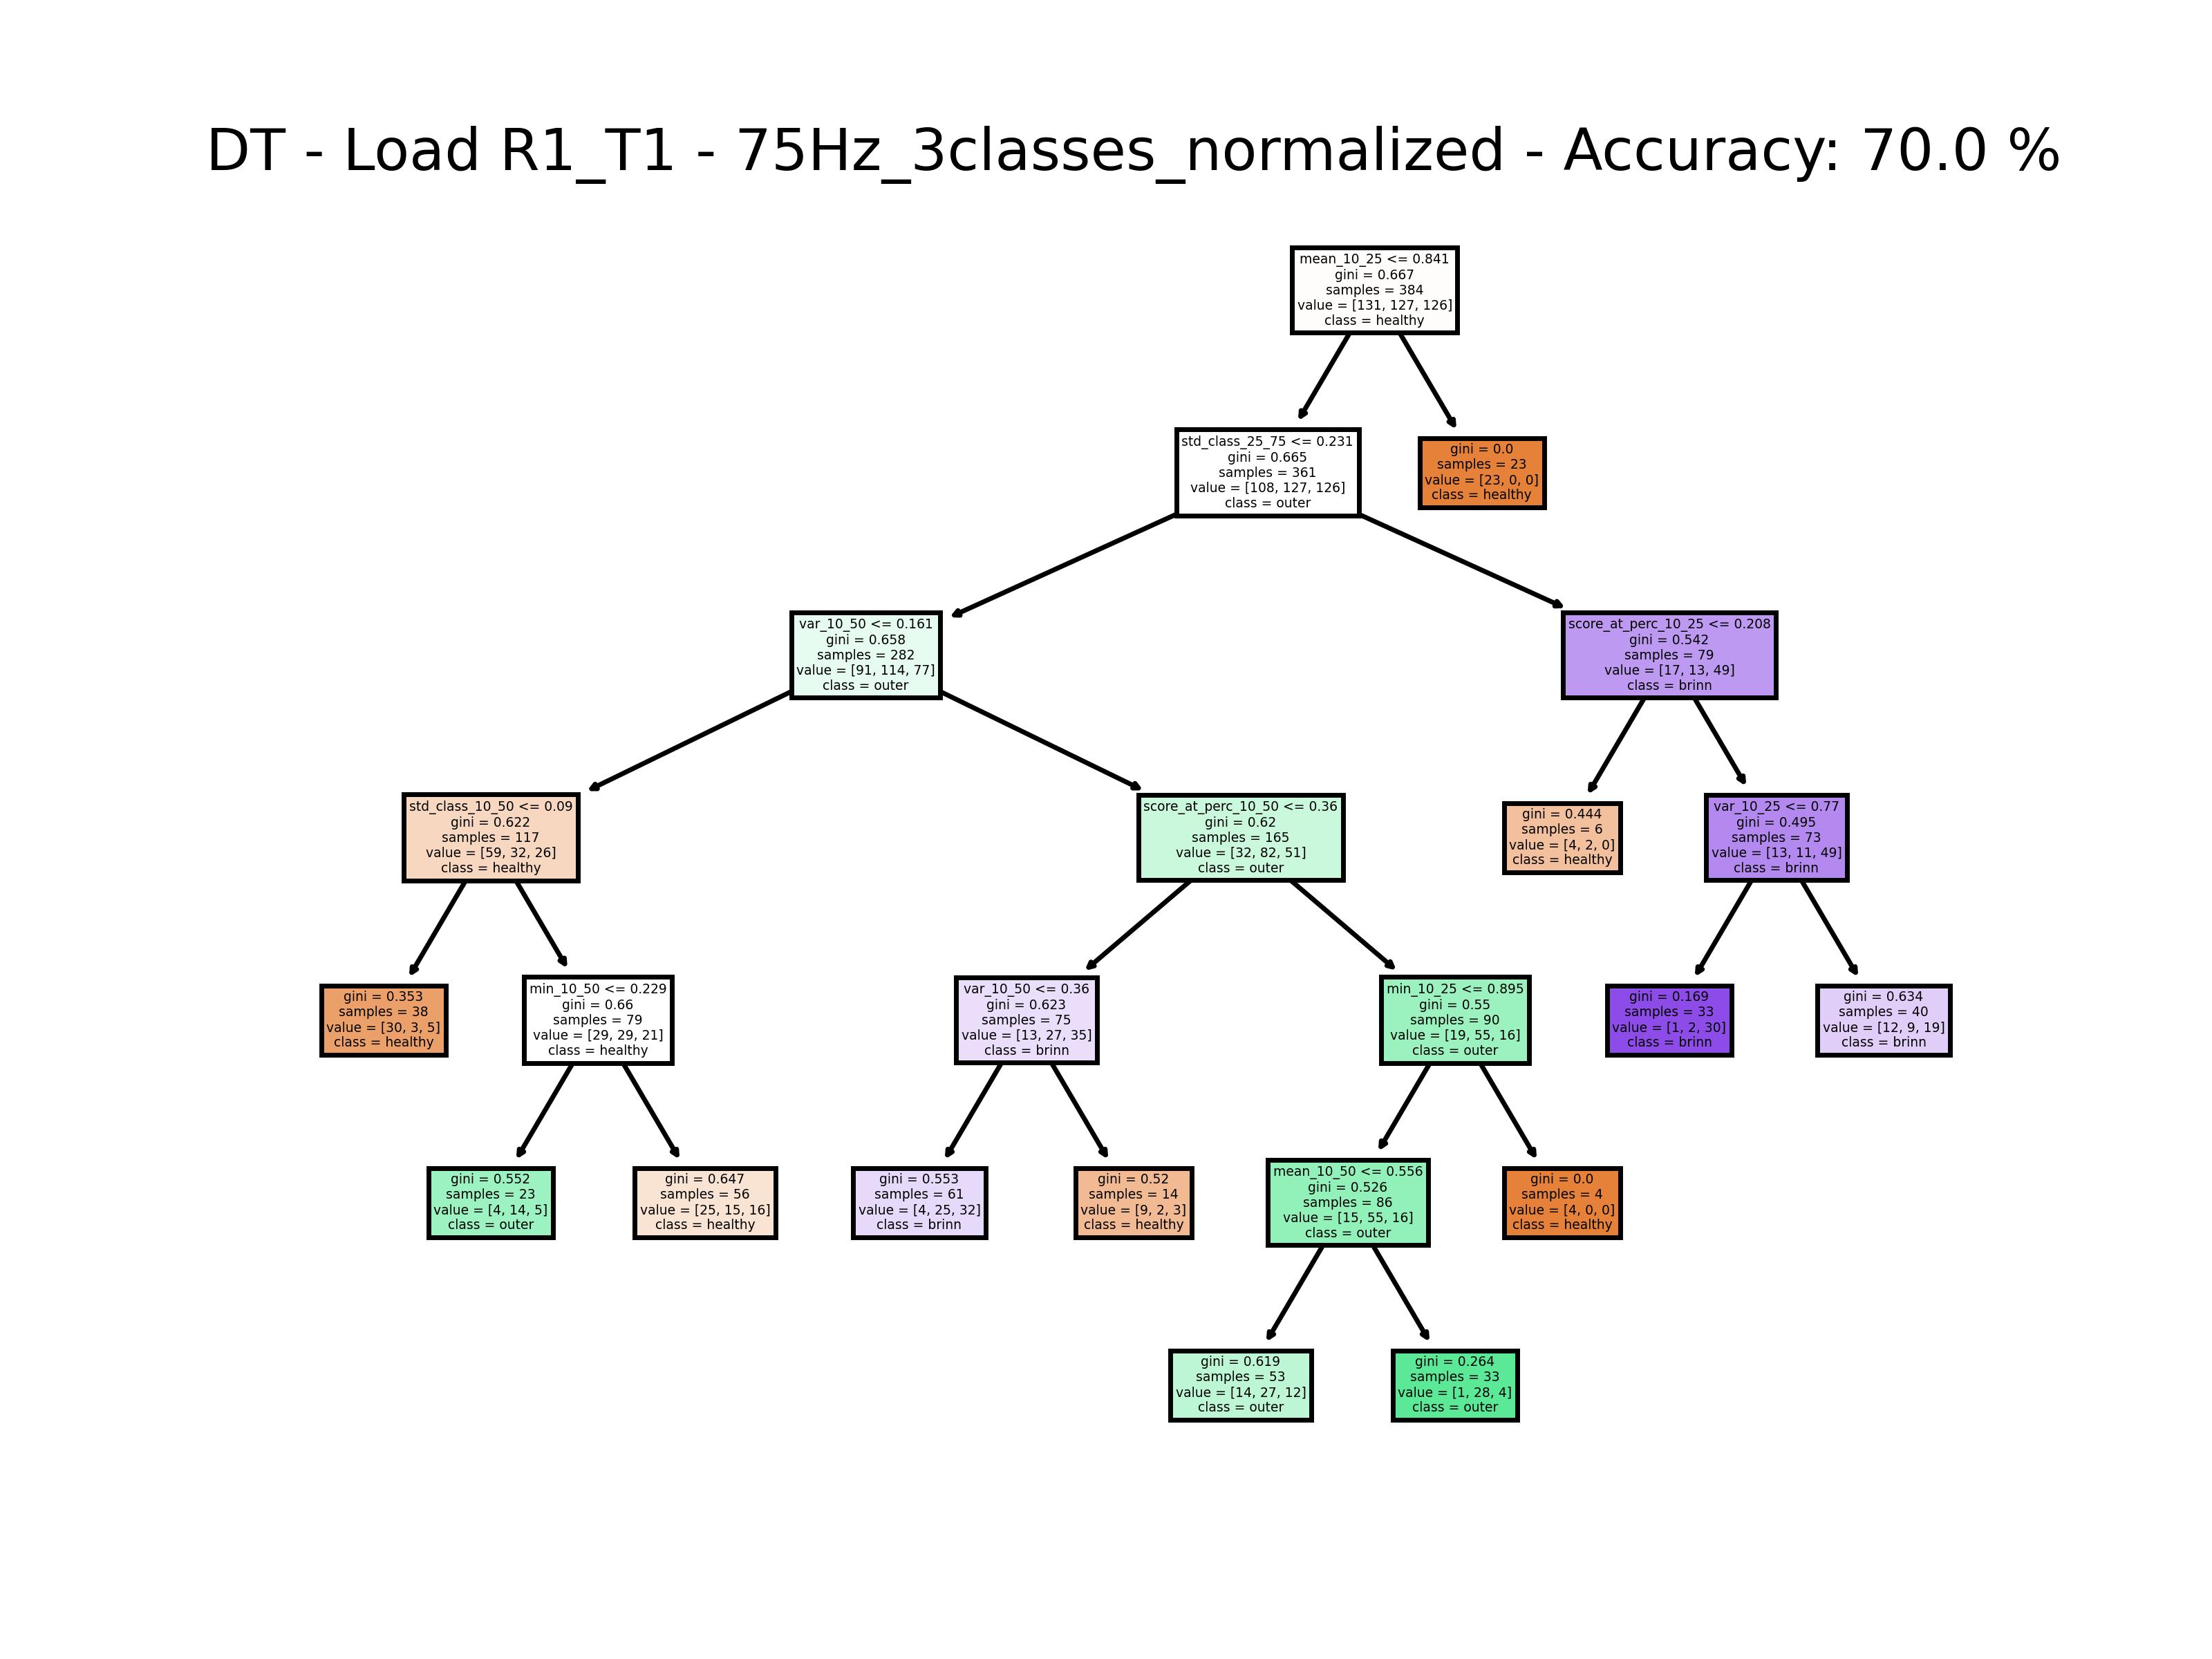 DT - Load R1_T1 - 75Hz_3classes_normalized - Accuracy: 70.0 %
mean_10_25 <= 0.841
gini = 0.667
samples = 384
value = [131, 127, 126]
class = healthy
std_class_25_75 <= 0.231
gini = 0.665
samples = 361
value = [108, 127, 126]
class = outer
gini = 0.0
samples = 23
value = [23, 0, 0]
class = healthy
var_10_50 <= 0.161
gini = 0.658
samples = 282
value = [91, 114, 77]
class = outer
score_at_perc_10_25 <= 0.208
gini = 0.542
samples = 79
value = [17, 13, 49]
class = brinn
std_class_10_50 <= 0.09
gini = 0.622
samples = 117
value = [59, 32, 26]
class = healthy
score_at_perc_10_50 <= 0.36
gini = 0.62
samples = 165
value = [32, 82, 51]
class = outer
gini = 0.444
samples = 6
value = [4, 2, 0]
class = healthy
var_10_25 <= 0.77
gini = 0.495
samples = 73
value = [13, 11, 49]
class = brinn
gini = 0.353
samples = 38
value = [30, 3, 5]
class = healthy
min_10_50 <= 0.229
gini = 0.66
samples = 79
value = [29, 29, 21]
class = healthy
var_10_50 <= 0.36
gini = 0.623
samples = 75
value = [13, 27, 35]
class = brinn
min_10_25 <= 0.895
gini = 0.55
samples = 90
value = [19, 55, 16]
class = outer
gini = 0.169
samples = 33
value = [1, 2, 30]
class = brinn
gini = 0.634
samples = 40
value = [12, 9, 19]
class = brinn
gini = 0.552
samples = 23
value = [4, 14, 5]
class = outer
gini = 0.647
samples = 56
value = [25, 15, 16]
class = healthy
gini = 0.553
samples = 61
value = [4, 25, 32]
class = brinn
gini = 0.52
samples = 14
value = [9, 2, 3]
class = healthy
mean_10_50 <= 0.556
gini = 0.526
samples = 86
value = [15, 55, 16]
class = outer
gini = 0.0
samples = 4
value = [4, 0, 0]
class = healthy
gini = 0.619
samples = 53
value = [14, 27, 12]
class = outer
gini = 0.264
samples = 33
value = [1, 28, 4]
class = outer